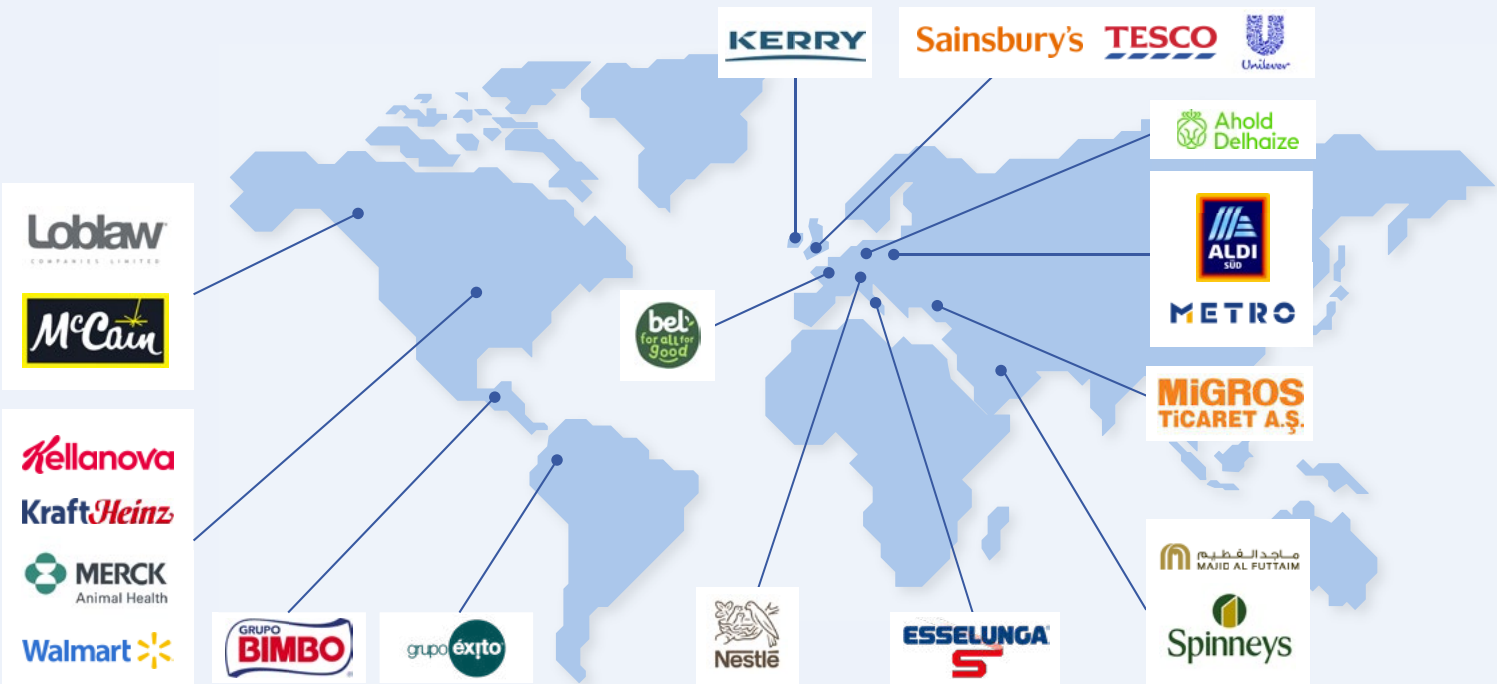 KERRY
Sainsbury's
TESCO
Unilever
Ahold
Delhaize
Loblaw
COMPANIES LIMITED
McCain
ALDI
SÜD
METRO
bel
for all for
good
MiGROS
TiCARET A.Ş.
Kellanova
KraftHeinz
MERCK
Animal Health
Walmart
GRUPO
BIMBO
grupo éxito
Nestlé
ESSELUNGA
S
ماجد الفطيم
MAJID AL FUTTAIM
Spinneys